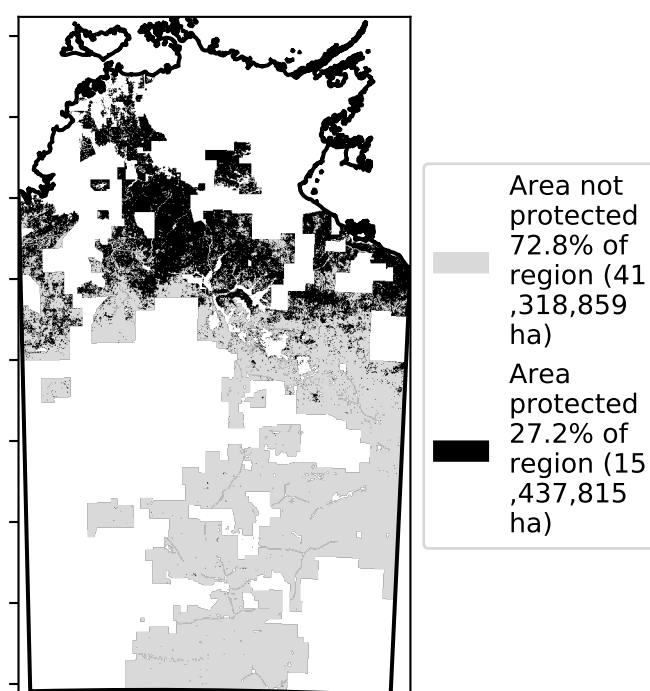 Area not
protected
72.8% of
region (41
,318,859
ha)
Area
protected
27.2% of
region (15
,437,815
ha)